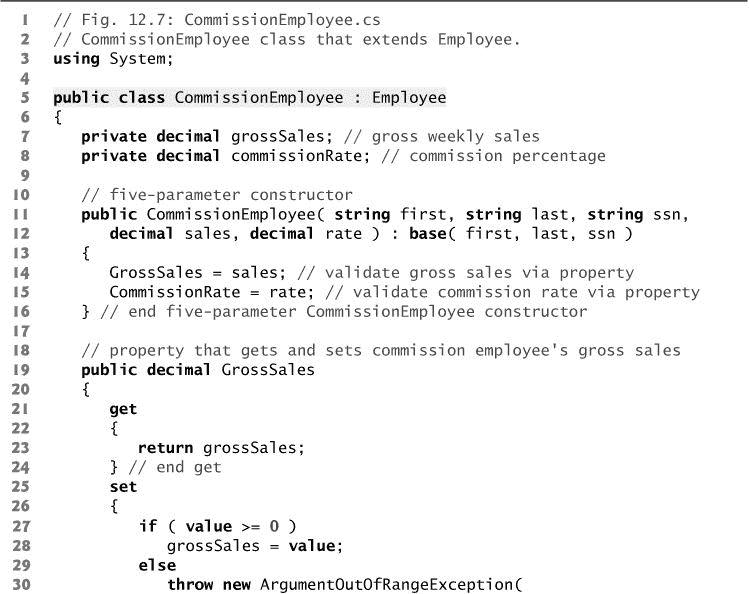 1 // Fig. 12.7: CommissionEmployee.cs
2 // CommissionEmployee class that extends Employee.
3 using System;
4
5 public class CommissionEmployee : Employee
6 {
7 private decimal grossSales; // gross weekly sales
8 private decimal commissionRate; // commission percentage
9
10 // five-parameter constructor
11 public CommissionEmployee( string first, string last, string ssn,
12 decimal sales, decimal rate ) : base( first, last, ssn )
13 {
14 GrossSales = sales; // validate gross sales via property
15 CommissionRate = rate; // validate commission rate via property
16 } // end five-parameter CommissionEmployee constructor
17
18 // property that gets and sets commission employee's gross sales
19 public decimal GrossSales
20 {
21 get
22 {
23 return grossSales;
24 } // end get
25 set
26 {
27 if ( value >= 0 )
28 grossSales = value;
29 else
30 throw new ArgumentOutOfRangeException(